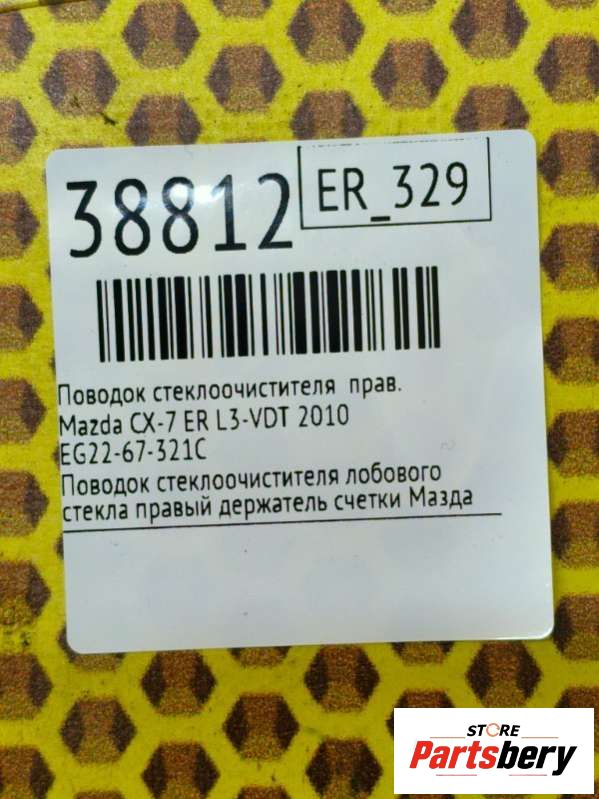 38812
ER_329
Поводок стеклоочистителя прав.
Mazda CX-7 ER L3-VDT 2010
EG22-67-321C
Поводок стеклоочистителя лобового
стекла правый держатель счетки Мазда
STORE
Partsbery